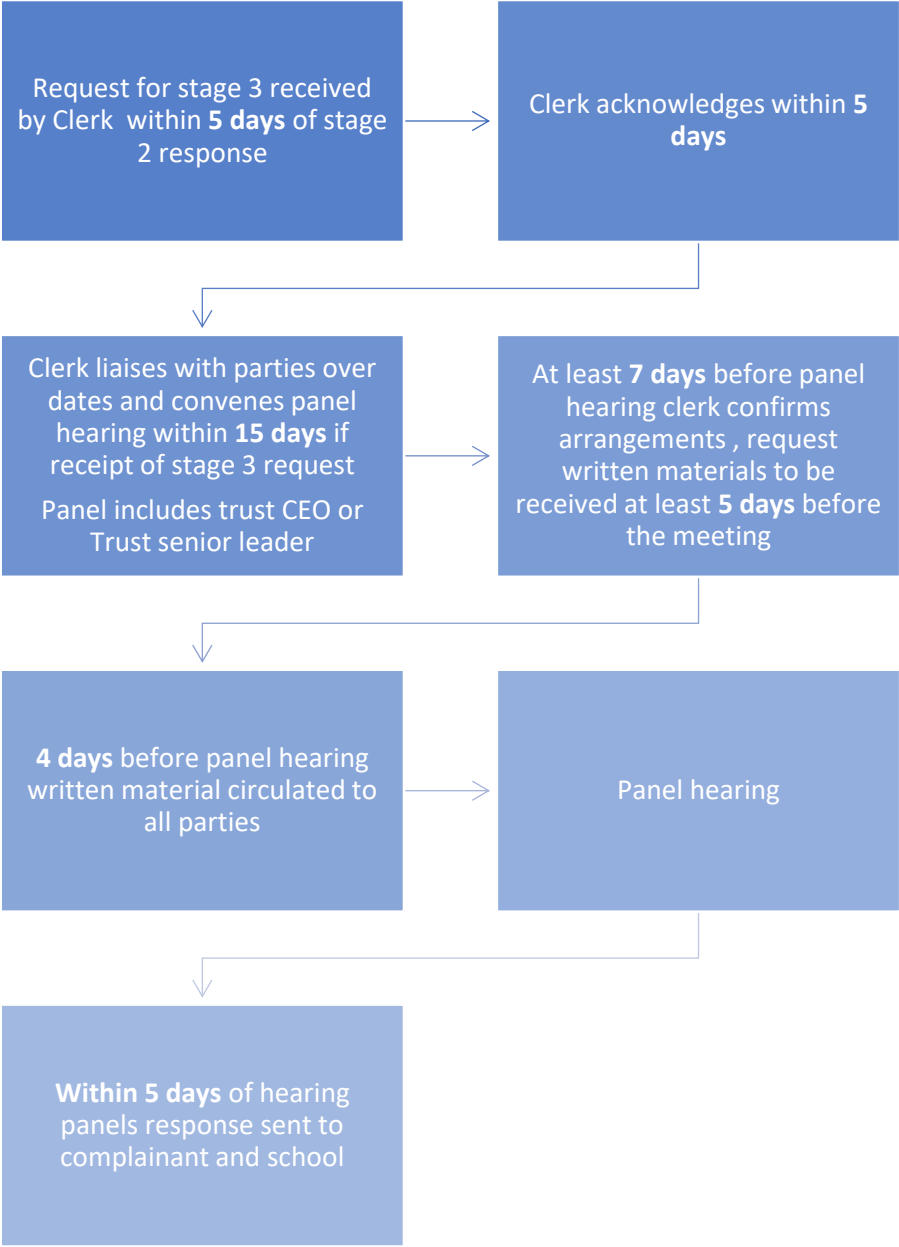 Request for stage 3 received
by Clerk  within 5 days of stage
2 response
Clerk acknowledges within 5
days
Clerk liaises with parties over
dates and convenes panel
hearing within 15 days if
receipt of stage 3 request
Panel includes trust CEO or
Trust senior leader
At least 7 days before panel
hearing clerk confirms
arrangements , request
written materials to be
received at least 5 days before
the meeting
4 days before panel hearing
written material circulated to
all parties
Panel hearing
Within 5 days of hearing
panels response sent to
complainant and school